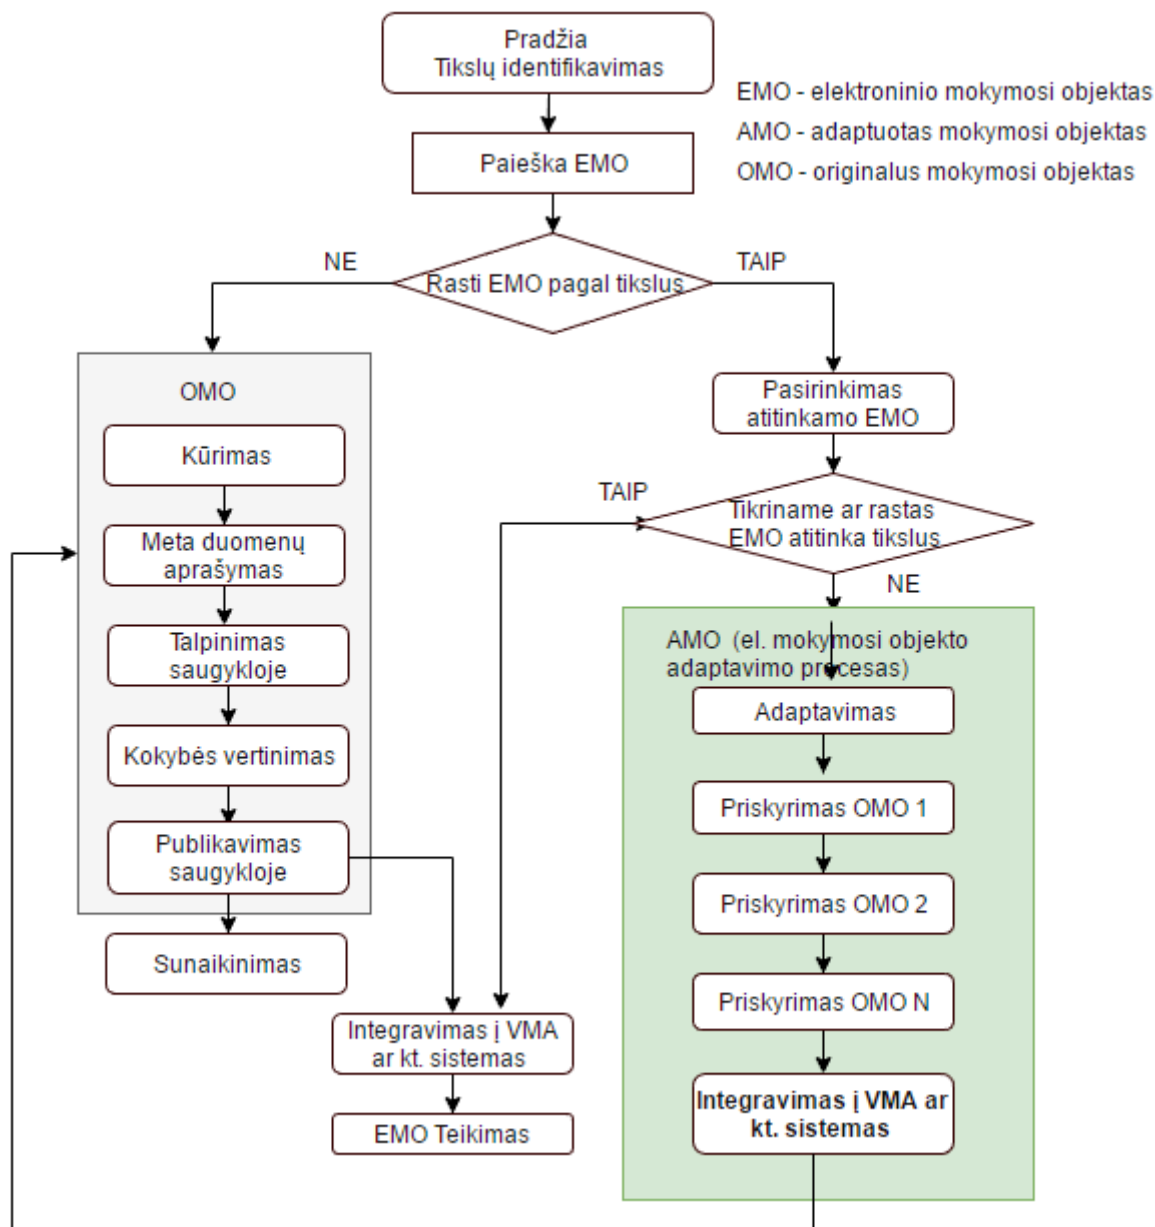 Pradžia
Tikslų identifikavimas
EMO - elektroninio mokymosi objektas
AMO - adaptuotas mokymosi objektas
OMO - originalus mokymosi objektas
Paieška EMO
NE
TAIP
Rasti EMO pagal tikslus
OMO
Kūrimas
Meta duomenų
aprašymas
Talpinimas
saugykloje
Kokybės vertinimas
Publikavimas
saugykloje
Sunaikinimas
Pasirinkimas
atitinkamo EMO
TAIP
Tikriname ar rastas
EMO atitinka tikslus
NE
AMO (el. mokymosi objekto
adaptavimo procesas)
Adaptavimas
Priskyrimas OMO 1
Priskyrimas OMO 2
Priskyrimas OMO N
Integravimas į VMA ar
kt. sistemas
Integravimas į VMA
ar kt. sistemas
EMO Teikimas